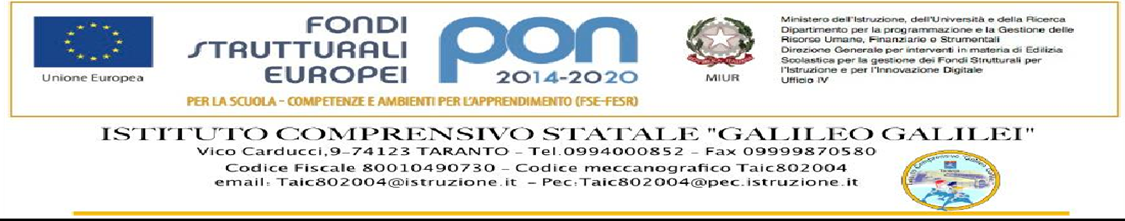 Unione Europea
FONDI
STRUTTURALI
EUROPEI
pon
2014-2020
MIUR
Ministero dell'Istruzione, dell'Università e della Ricerca
Dipartimento per la programmazione e la Gestione delle
Risorse Umane, Finanziarie e Strumentali
Direzione Generale per interventi in materia di Edilizia
Scolastica per la gestione dei Fondi Strutturali per
l'Istruzione e per l'Innovazione Digitale
Ufficio IV
PER LA SCUOLA - COMPETENZE E AMBIENTI PER L'APPRENDIMENTO (FSE-FESR)
ISTITUTO COMPRENSIVO STATALE "GALILEO GALILEI"
Vico Carducci,9-74123 TARANTO - Tel.0994000852 - Fax 09999870580
Codice Fiscale 80010490730 - Codice meccanografico Taic802004
email: Taic802004@istruzione.it - Pec:Taic802004@pec.istruzione.it